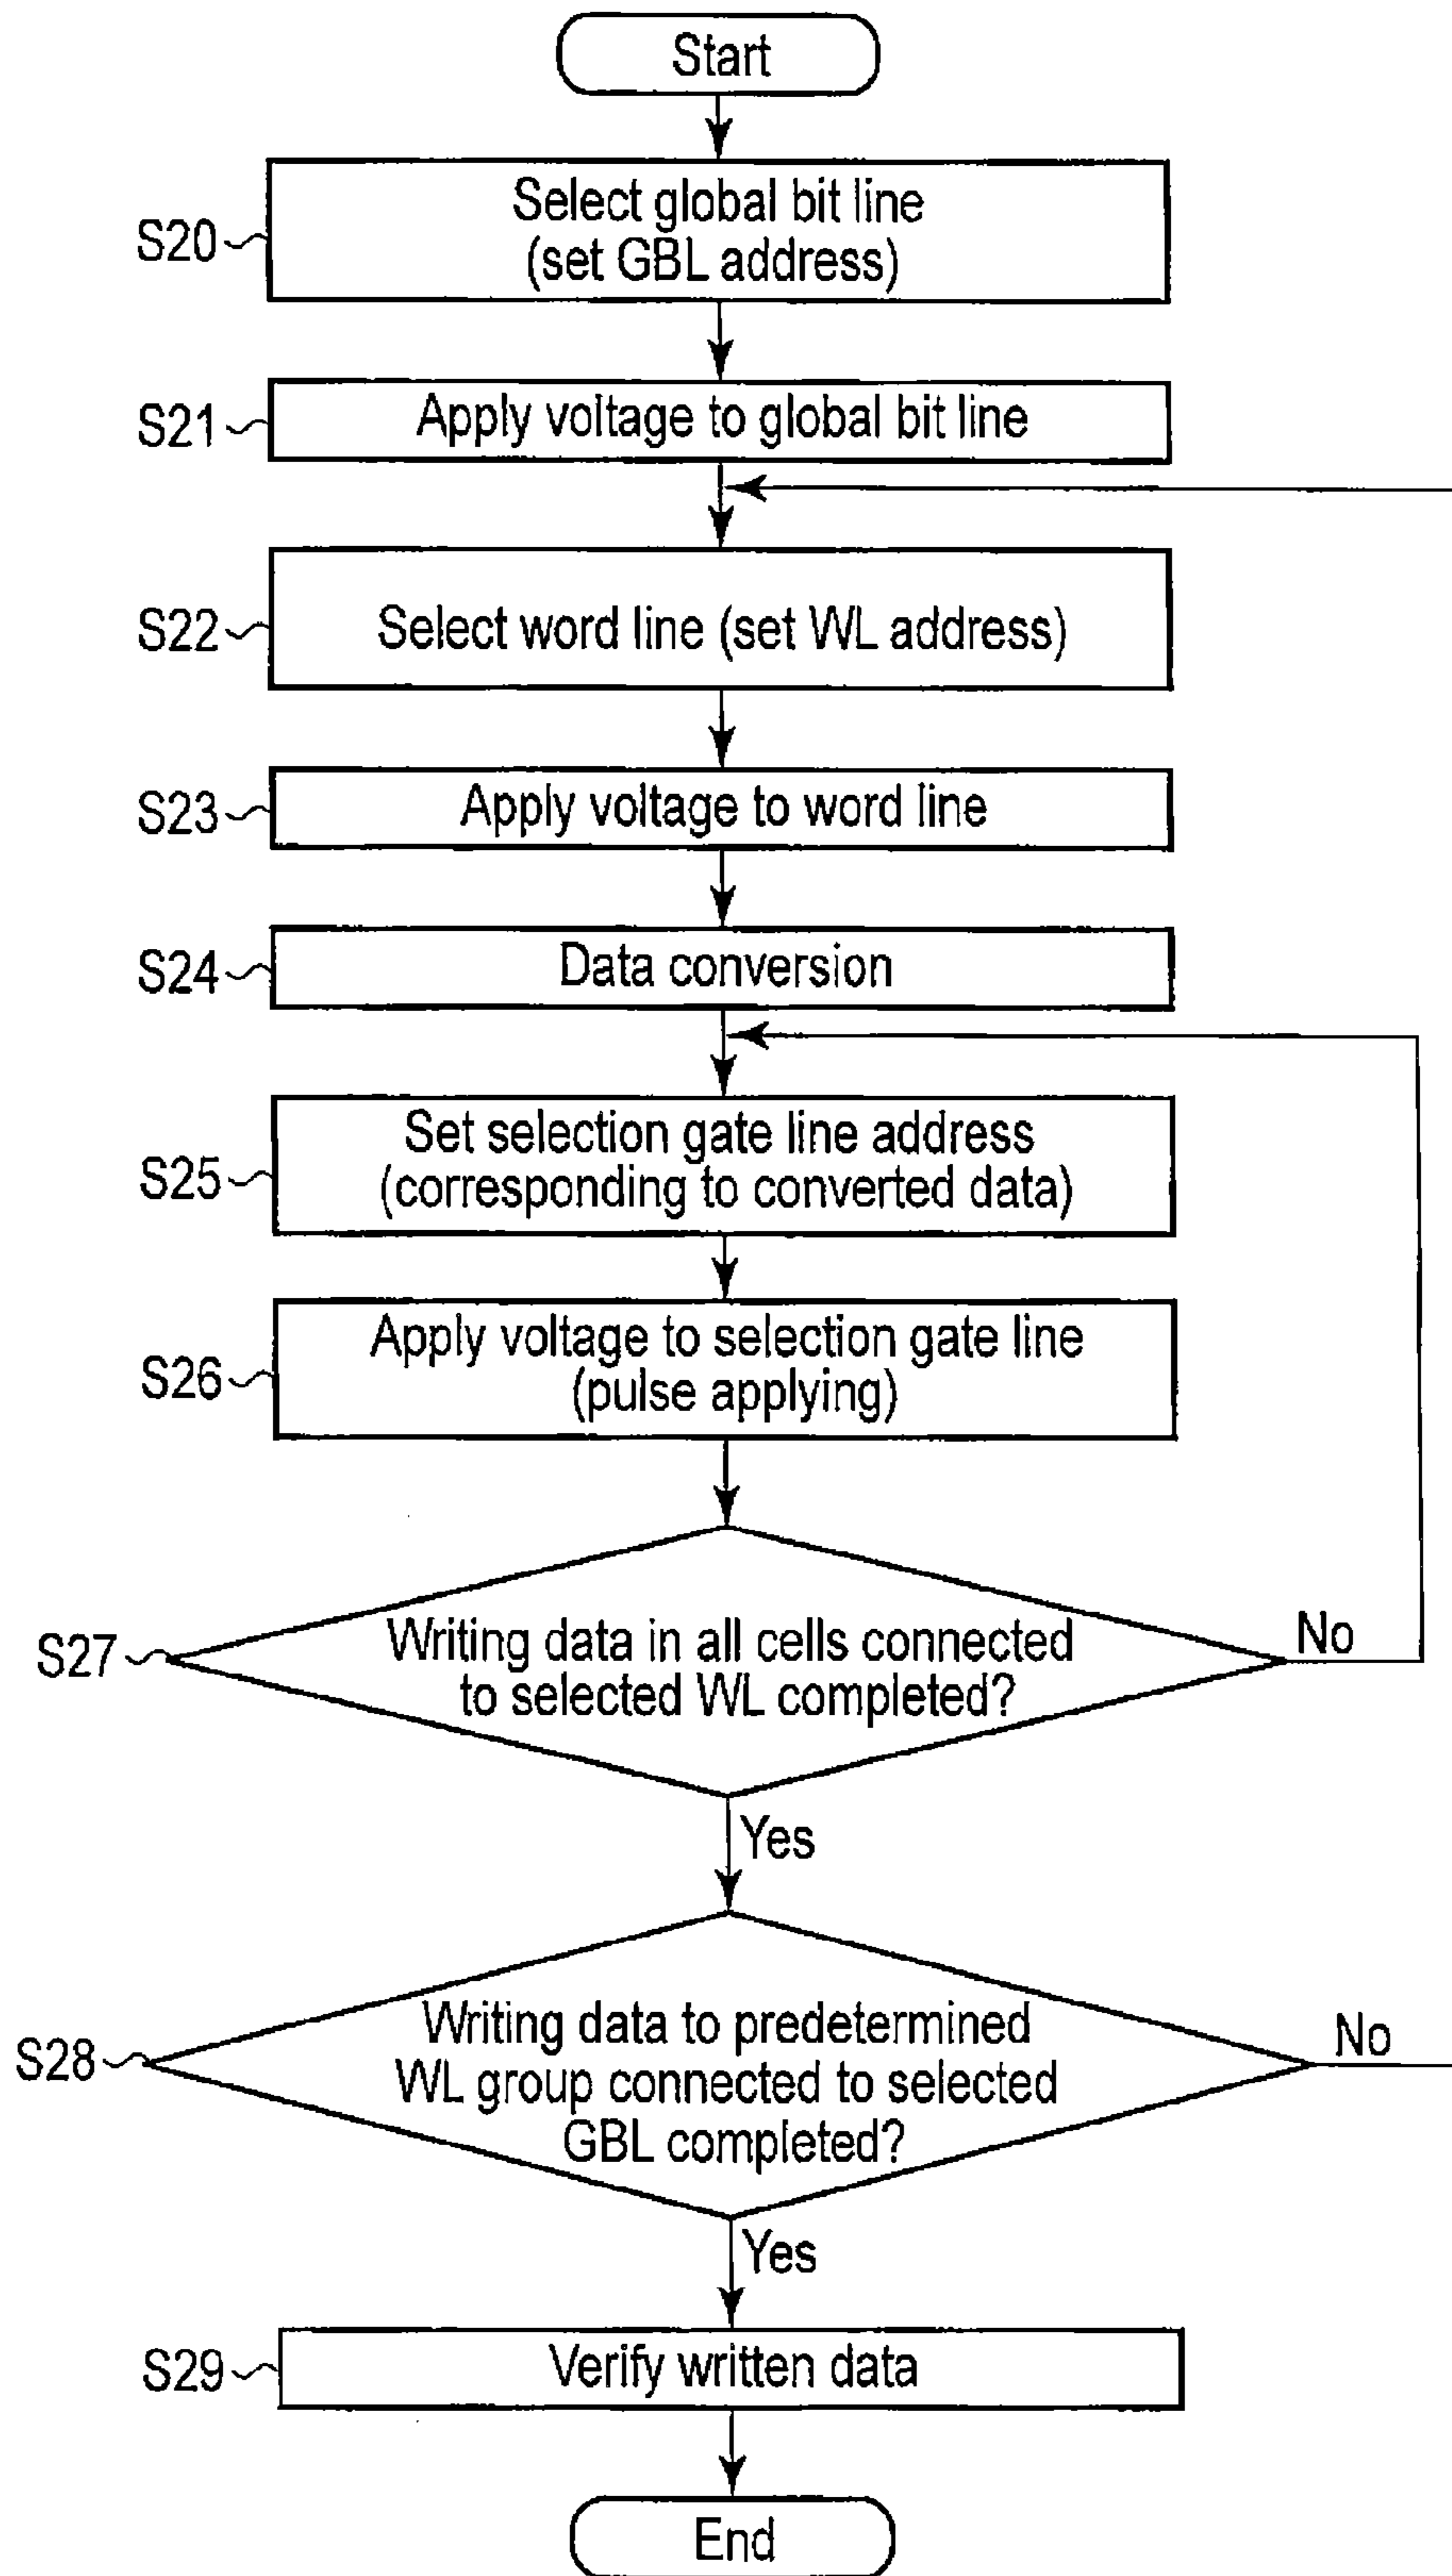 Start
S20
Select global bit line
(set GBL address)
S21
Apply voltage to global bit line
S22
Select word line (set WL address)
S23
Apply voltage to word line
S24
Data conversion
S25
Set selection gate line address
(corresponding to converted data)
S26
Apply voltage to selection gate line
(pulse applying)
S27
Writing data in all cells connected
to selected WL completed?
No
Yes
S28
Writing data to predetermined
WL group connected to selected
GBL completed?
No
Yes
S29
Verify written data
End